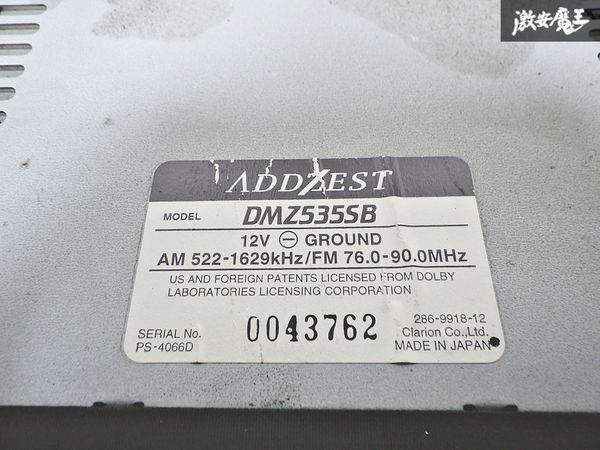 激安魔王
ADDZEST
MODEL DMZ535SB
12V ⊖ GROUND
AM 522-1629kHz/FM 76.0-90.0MHz
US AND FOREIGN PATENTS LICENSED FROM DOLBY
LABORATORIES LICENSING CORPORATION
286-9918-12
SERIAL No. 0043762 Clarion Co.,Ltd.
PS-4066D MADE IN JAPAN